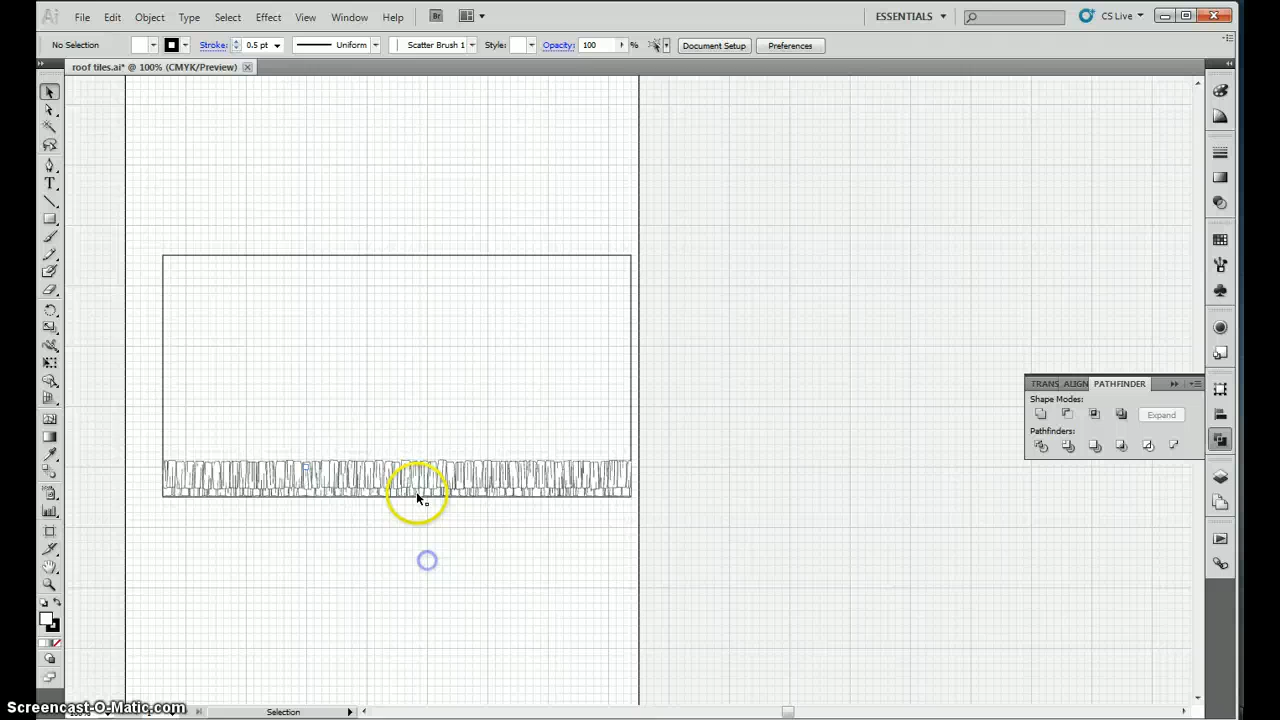 Ai File Edit Object Type Select Effect View Window Help Br ESSENTIALS CS Live
No Selection Stroke: 0.5 pt Uniform Scatter Brush 1 Style: Opacity: 100 % Document Setup Preferences
roof tiles.ai* @ 100% (CMYK/Preview)
TRANS ALIGN PATHFINDER
Shape Modes:
Expand
Pathfinders:
Selection
Screencast-O-Matic.com